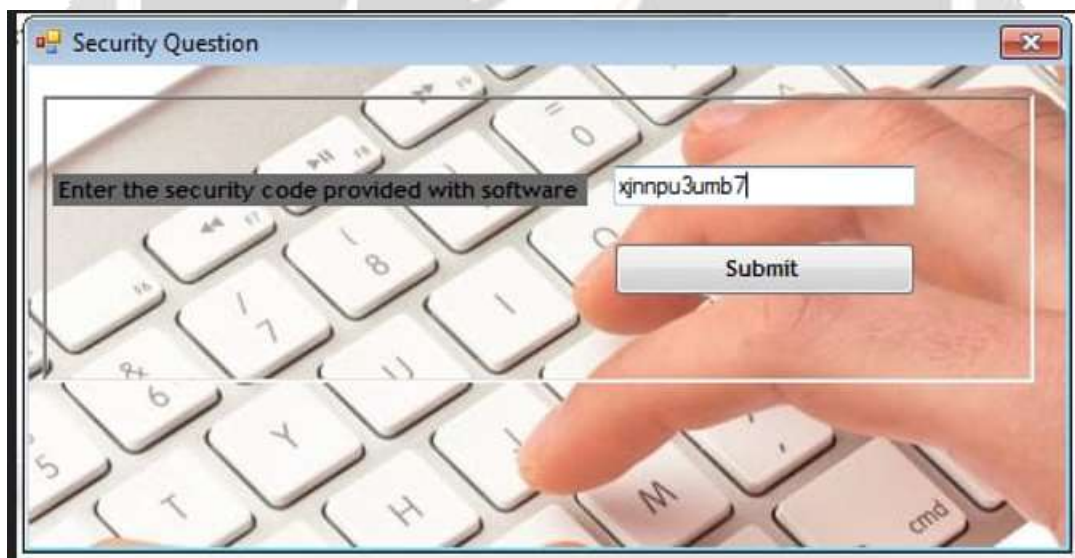 Security Question
Enter the security code provided with software
xjnnpu3umb7
Submit
=
0
8
/
7
&
6
5
U
I
Y
T
H
M
,
cmd